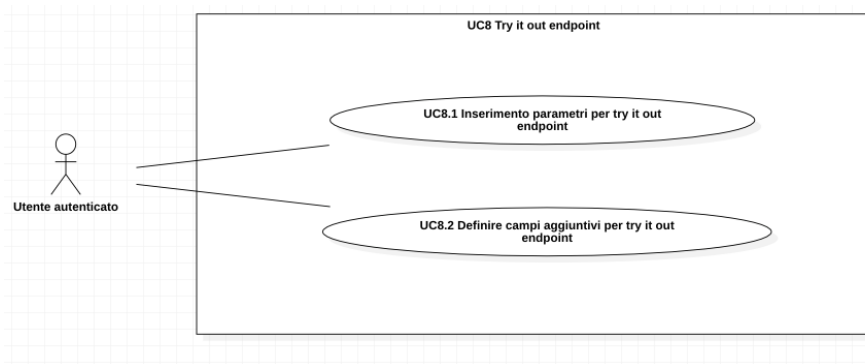 UC8 Try it out endpoint
UC8.1 Inserimento parametri per try it out
endpoint
Utente autenticato
UC8.2 Definire campi aggiuntivi per try it out
endpoint